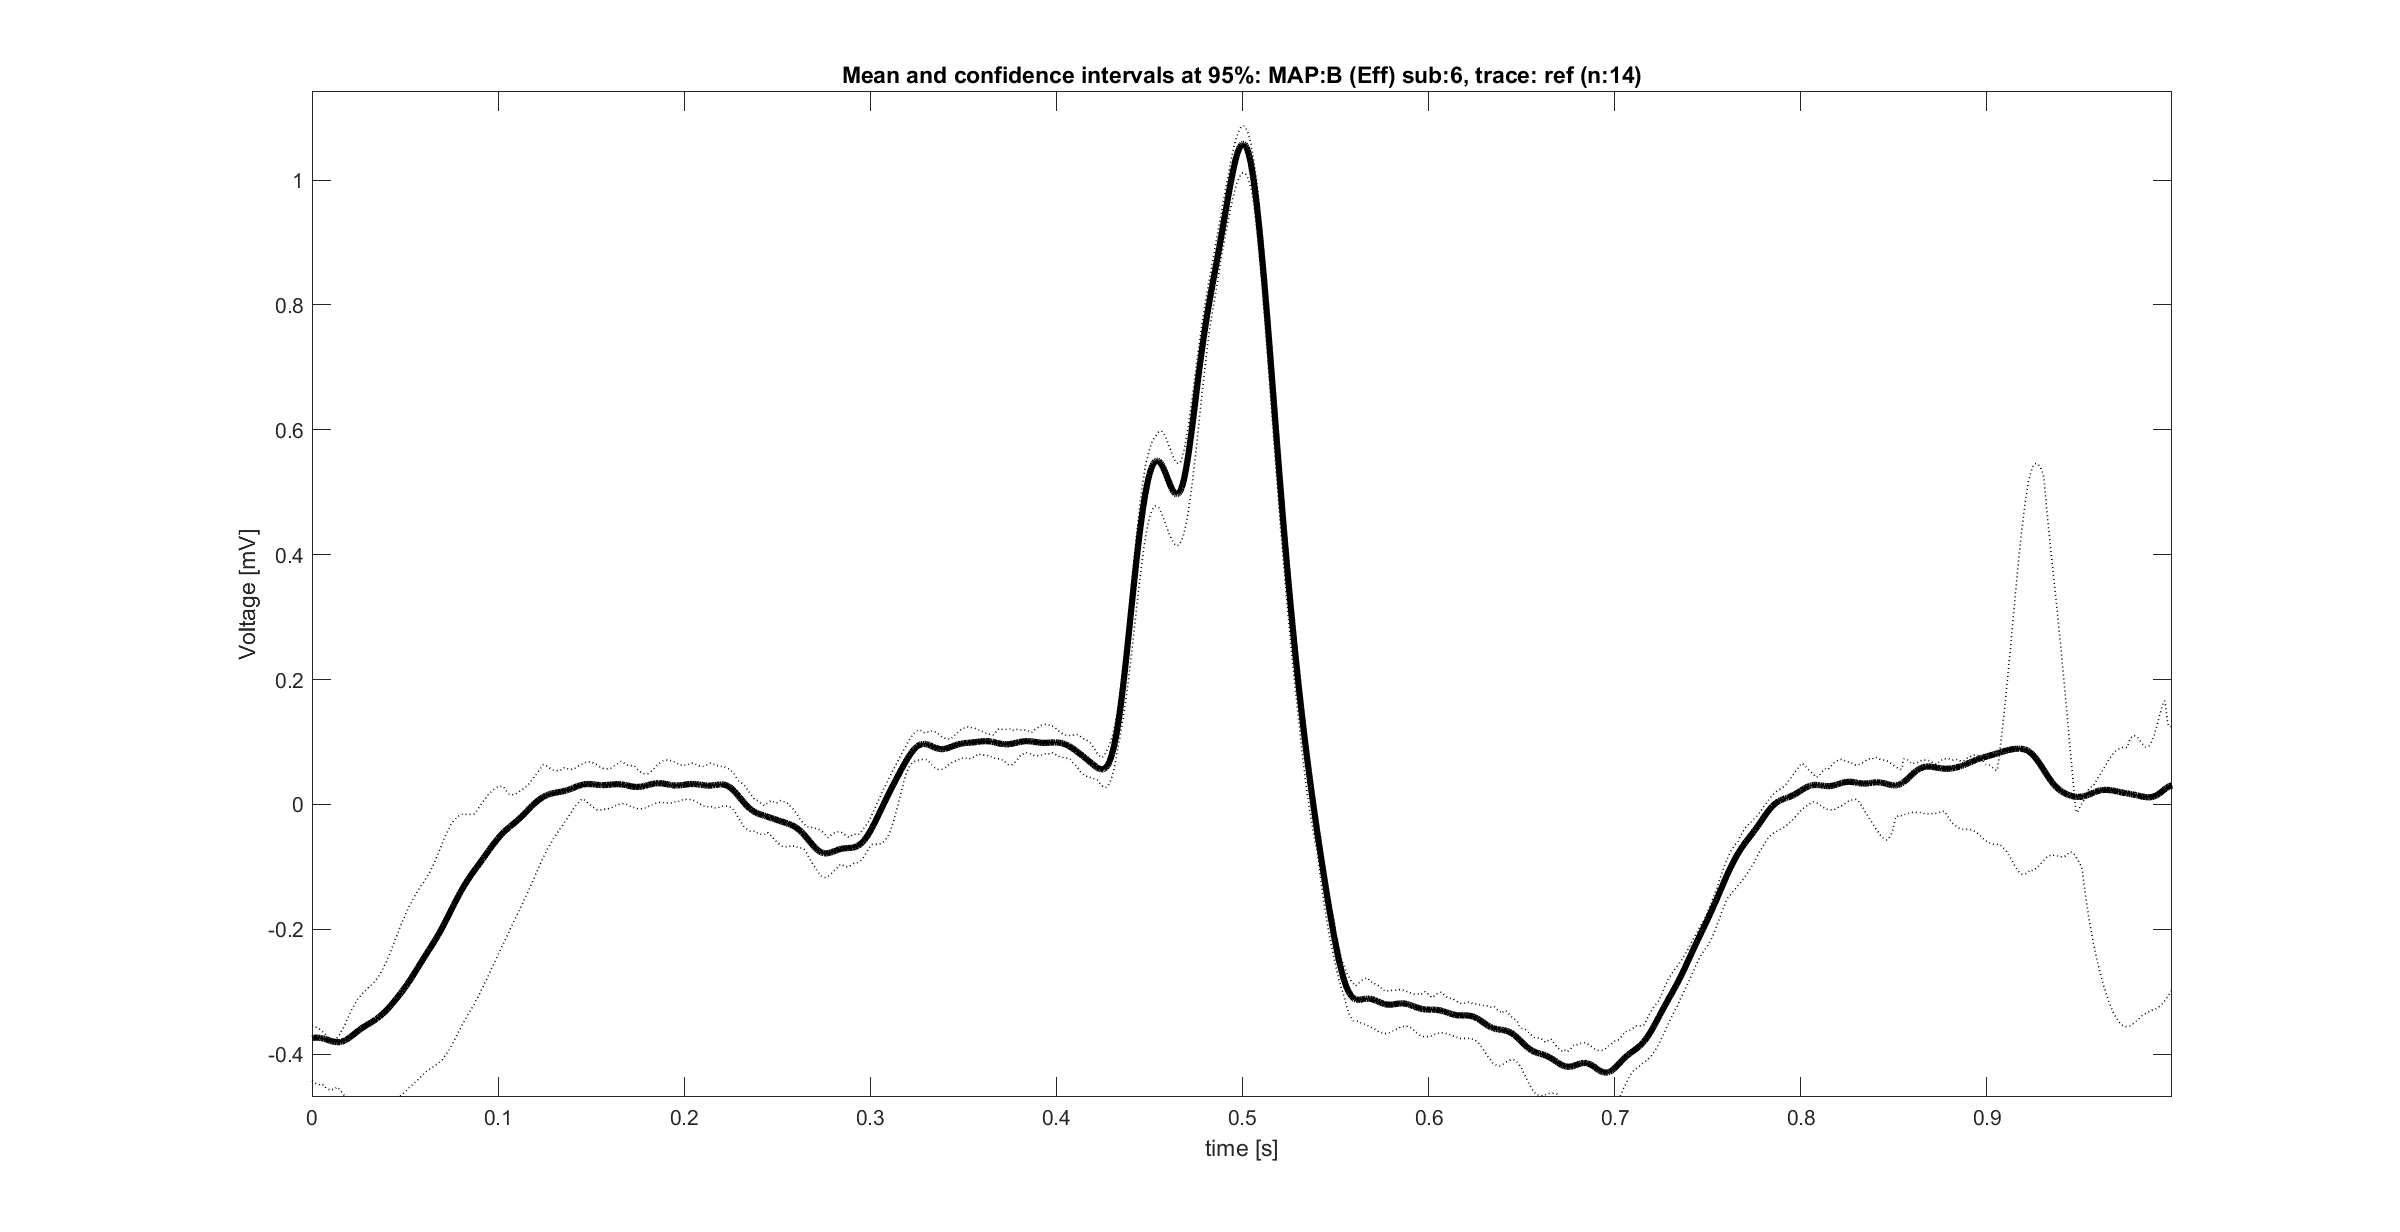 Mean and confidence intervals at 95%: MAP:B (Eff) sub:6, trace: ref (n:14)
1
0.8
0.6
0.4
0.2
0
-0.2
-0.4
Voltage [mV]
0 0.1 0.2 0.3 0.4 0.5 0.6 0.7 0.8 0.9
time [s]